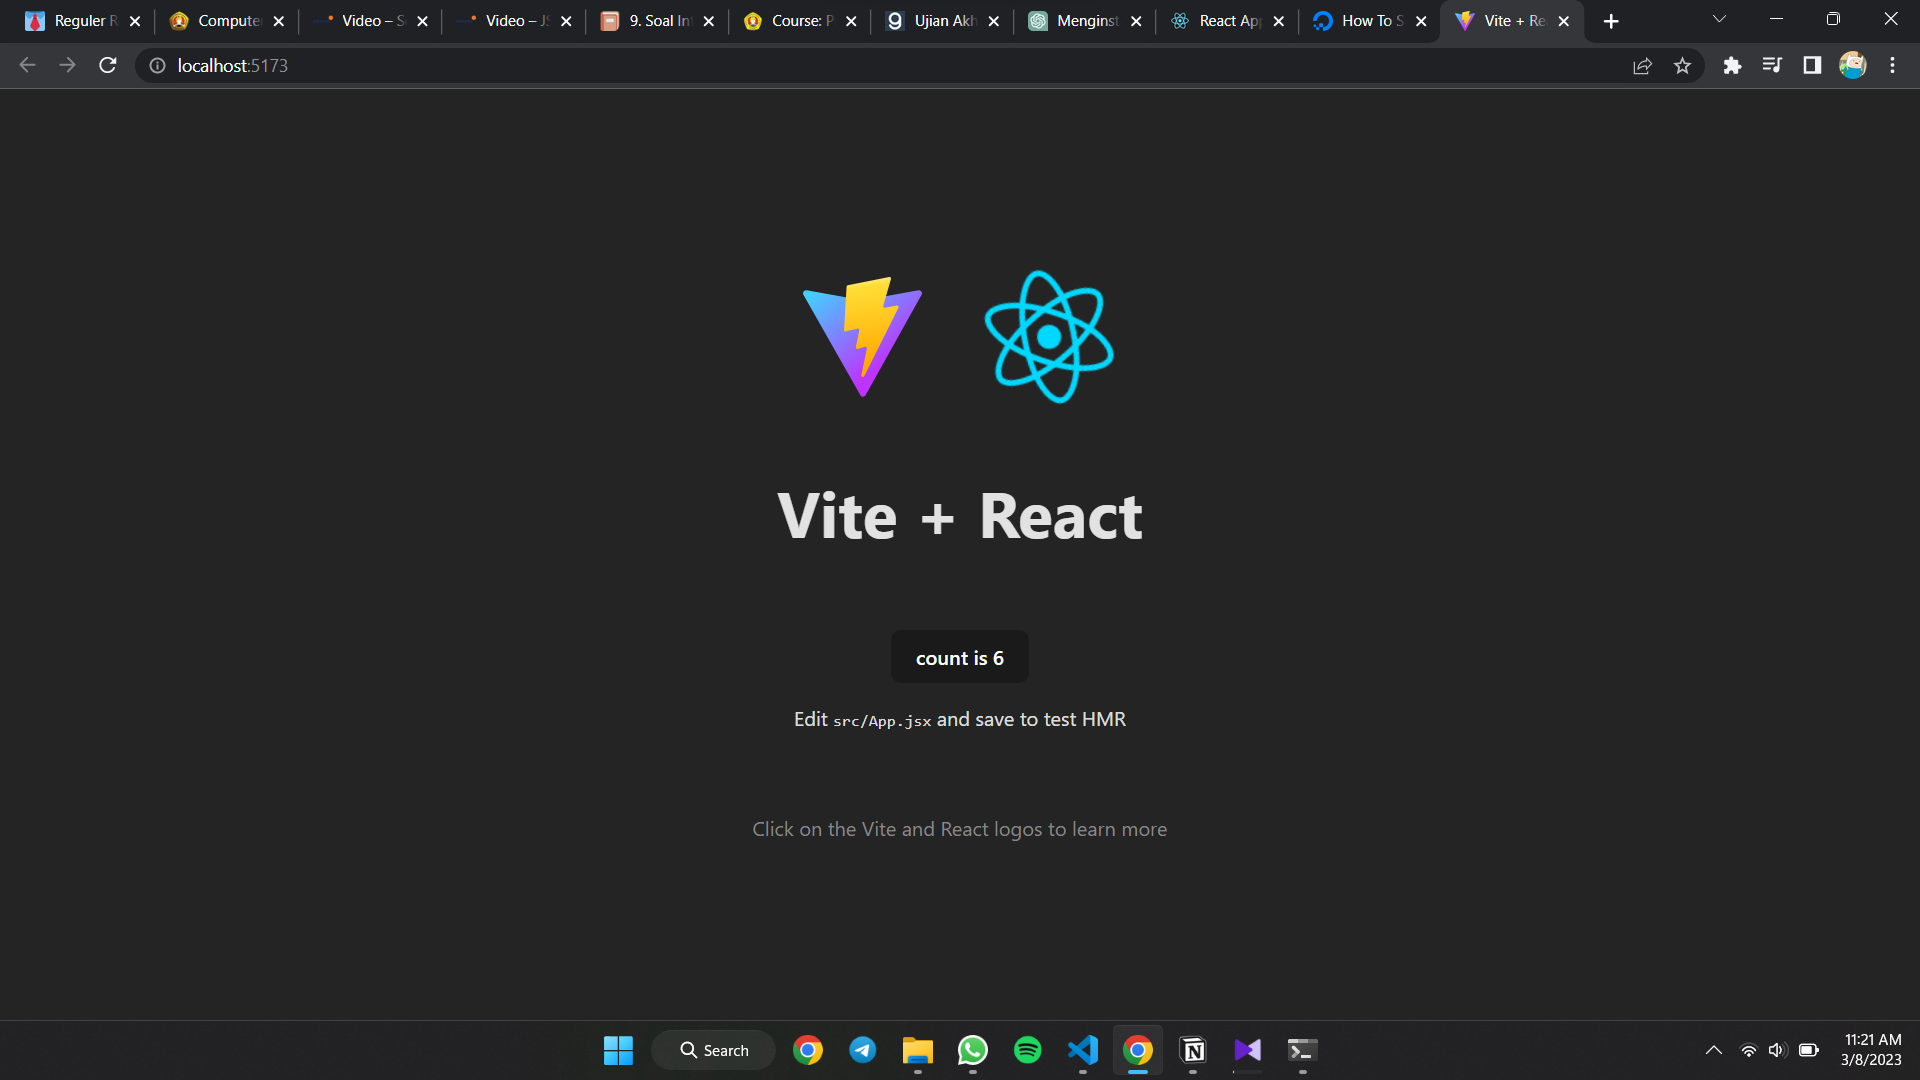 Reguler R
Compute
Video – S
Video – JS
9. Soal Int
Course: P
Ujian Akh
Menginst
React App
How To S
Vite + Re
localhost:5173
Vite + React
count is 6
Edit src/App.jsx and save to test HMR
Click on the Vite and React logos to learn more
Search
11:21 AM
3/8/2023